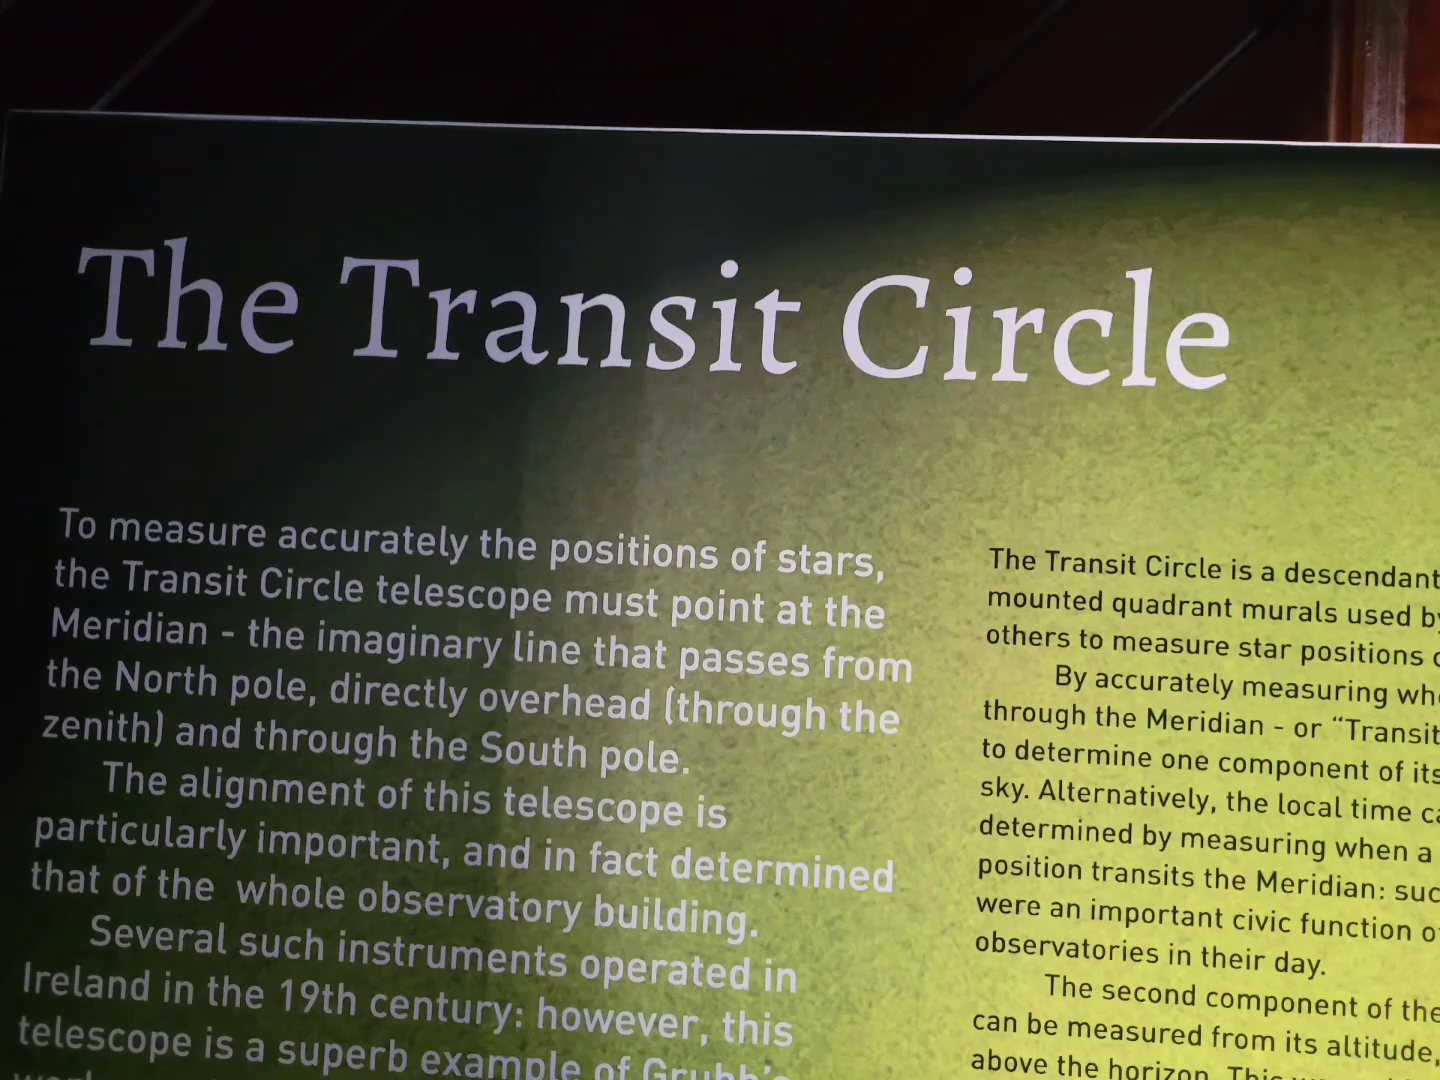 The Transit Circle
To measure accurately the positions of stars,
the Transit Circle telescope must point at the
Meridian - the imaginary line that passes from
the North pole, directly overhead (through the
zenith) and through the South pole.
The alignment of this telescope is
particularly important, and in fact determined
that of the whole observatory building.
Several such instruments operated in
Ireland in the 19th century: however, this
telescope is a superb example of Grubb's
The Transit Circle is a descendant
mounted quadrant murals used by
others to measure star positions
By accurately measuring
through the Meridian - or “Transit
to determine one component of its
sky. Alternatively, the local time
determined by measuring when a
position transits the Meridian:
were an important civic function
observatories in their day.
The second component of the
can be measured from its altitude,
above the horizon. This